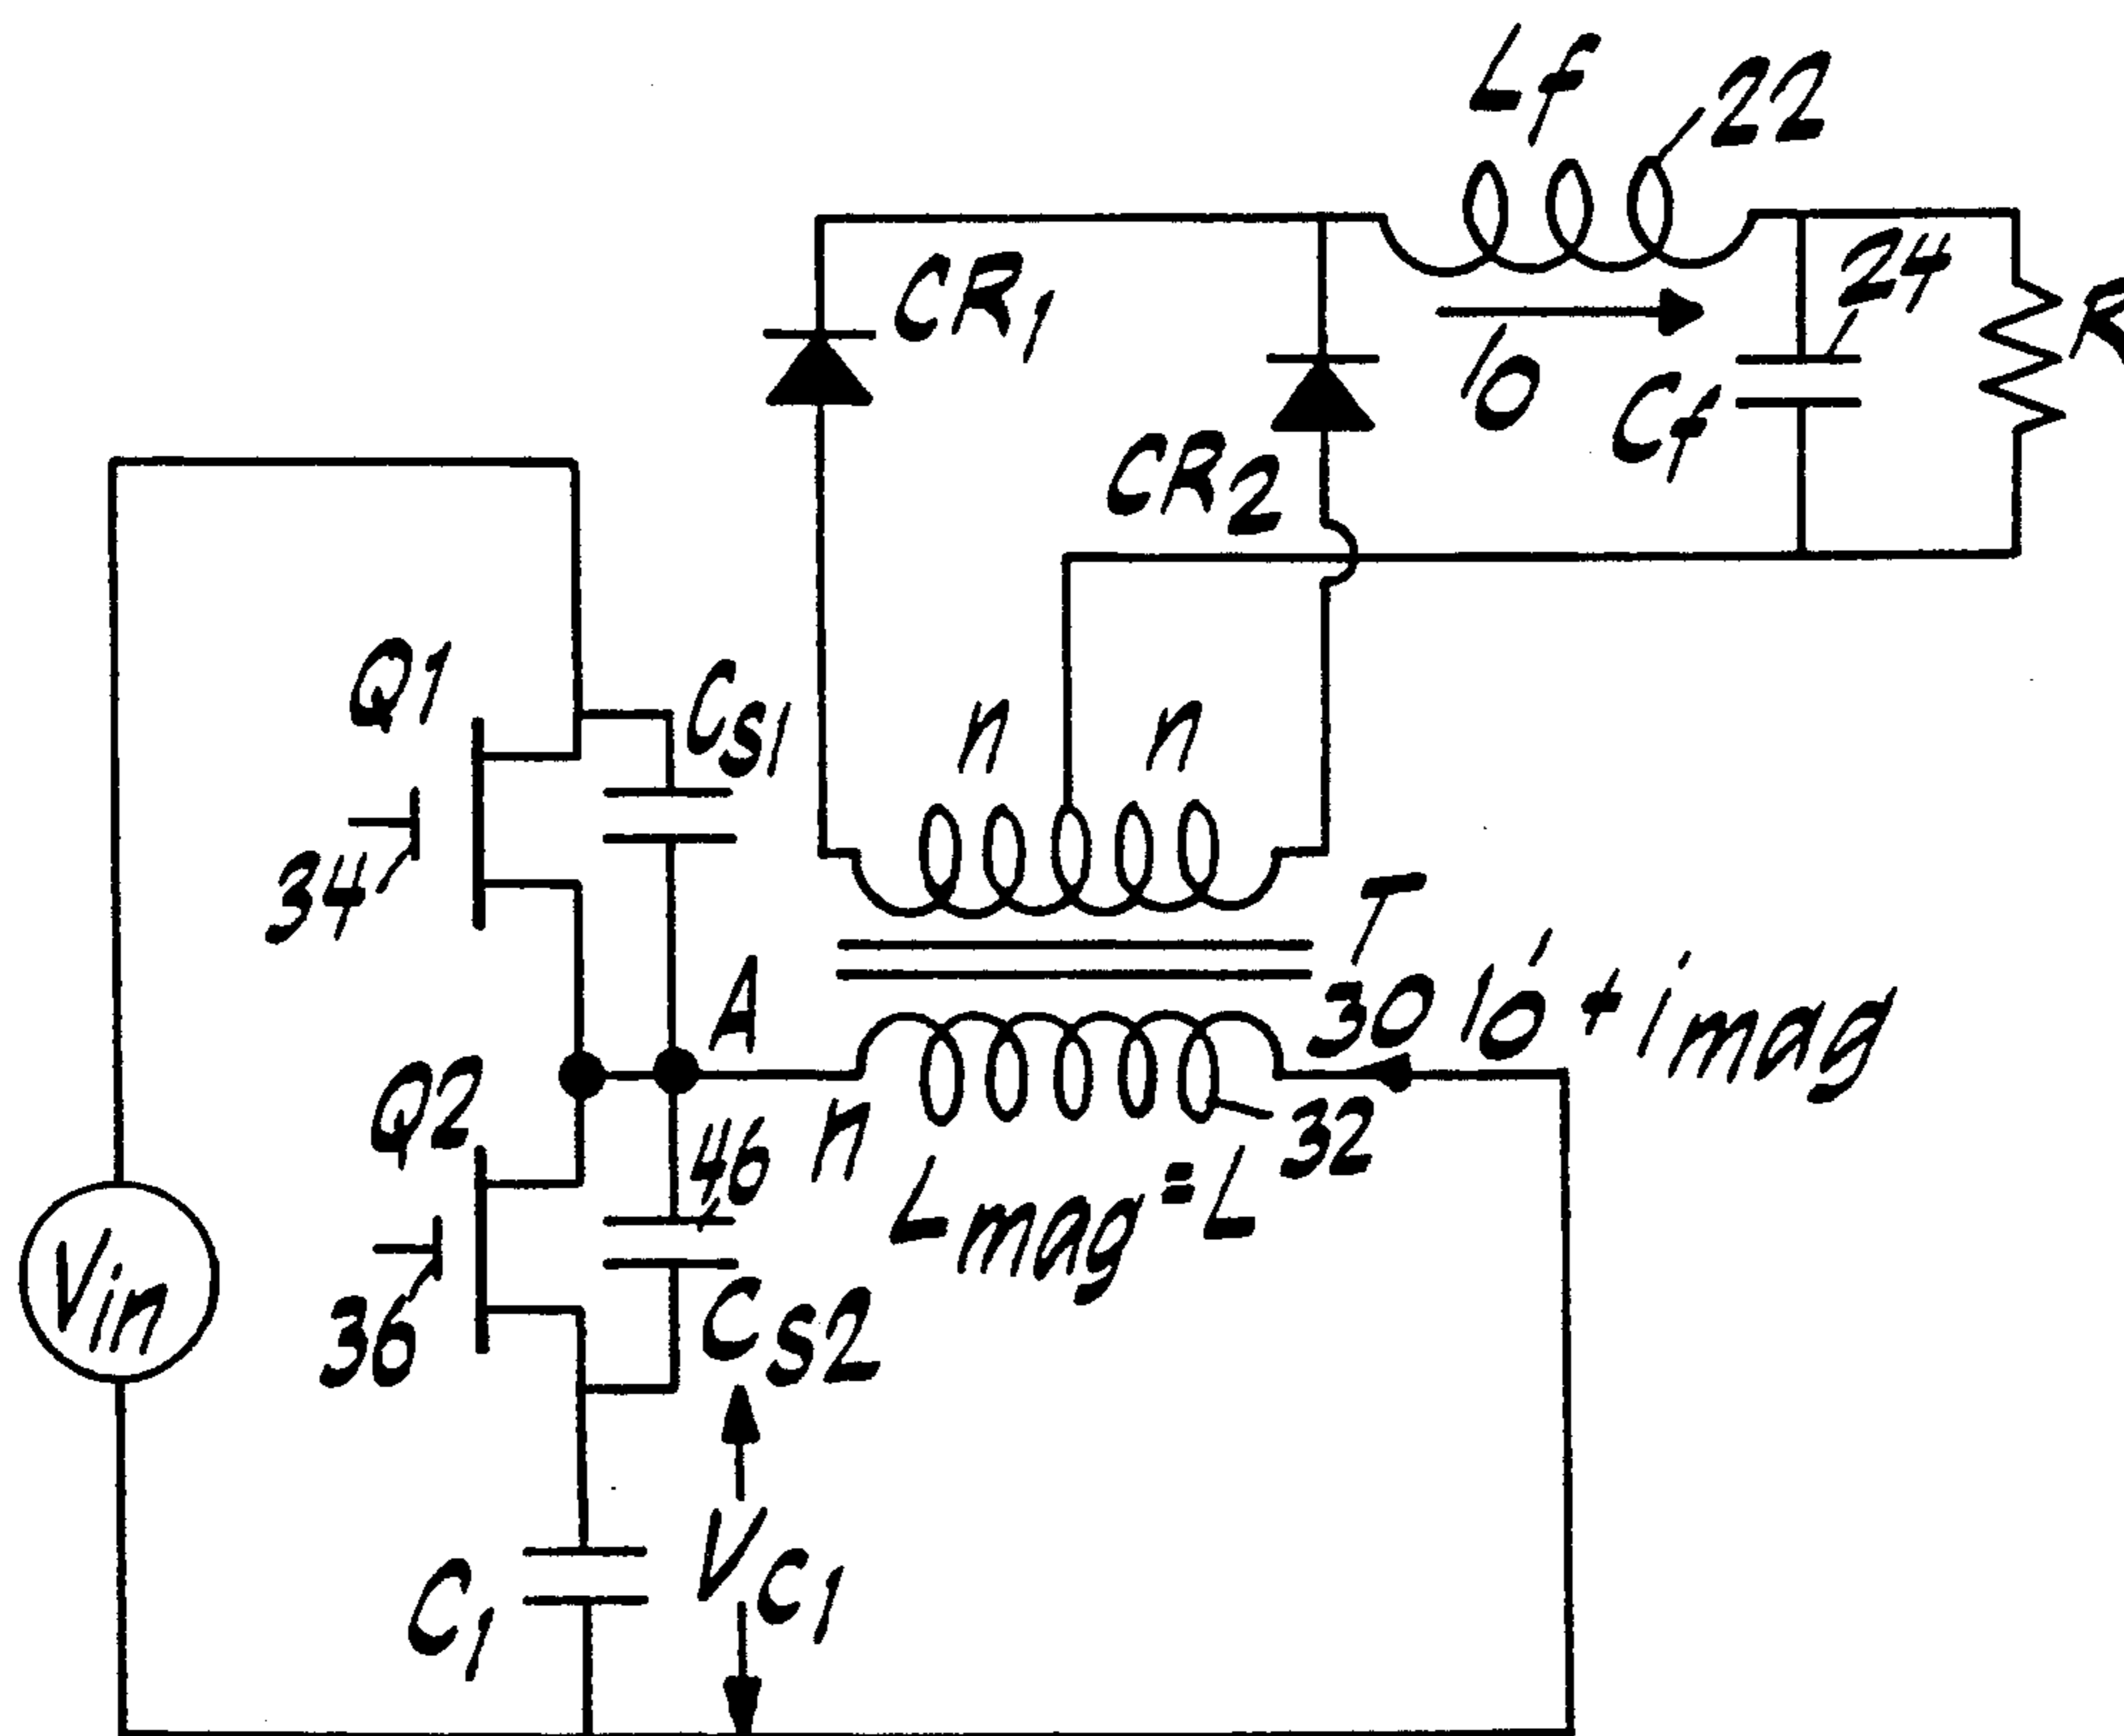 Lf
22
CR1
24
R
Io
Cf
CR2
Q1
CS1
n
n
34
T
A
30
Io' + imag
Q2
46
n
32
Lmag = L
Vin
36
CS2
VC1
C1